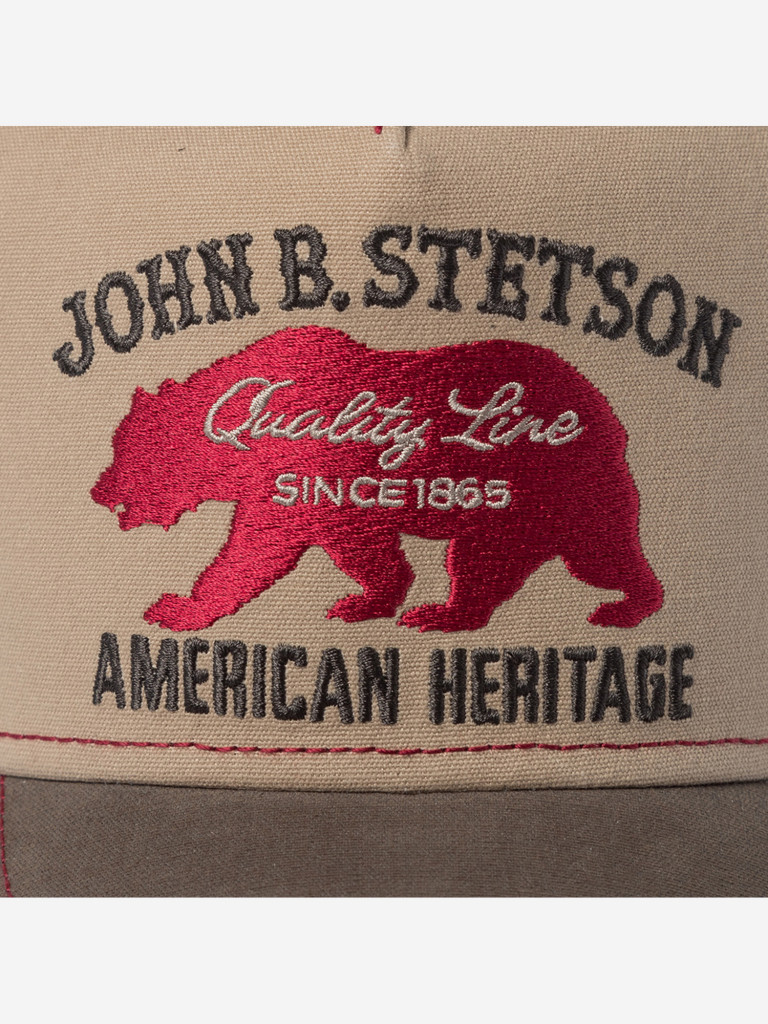 JOHN B. STETSON
Quality Line
SINCE 1865
AMERICAN HERITAGE